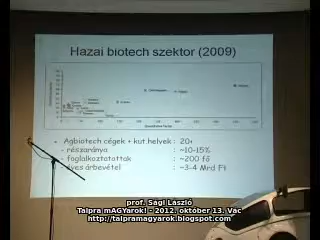 Hazai biotech szektor (2009)
- Agbiotech cégek + kut.helyek : 20+
- részaránya : ~10-15%
- foglalkoztatottak : ~200 fő
- éves árbevétel : ~3-4 Mrd Ft
prof. Sági László
Talpra mAGYarok! - 2012. október 13. Vác
http://talpramagyarok.blogspot.com